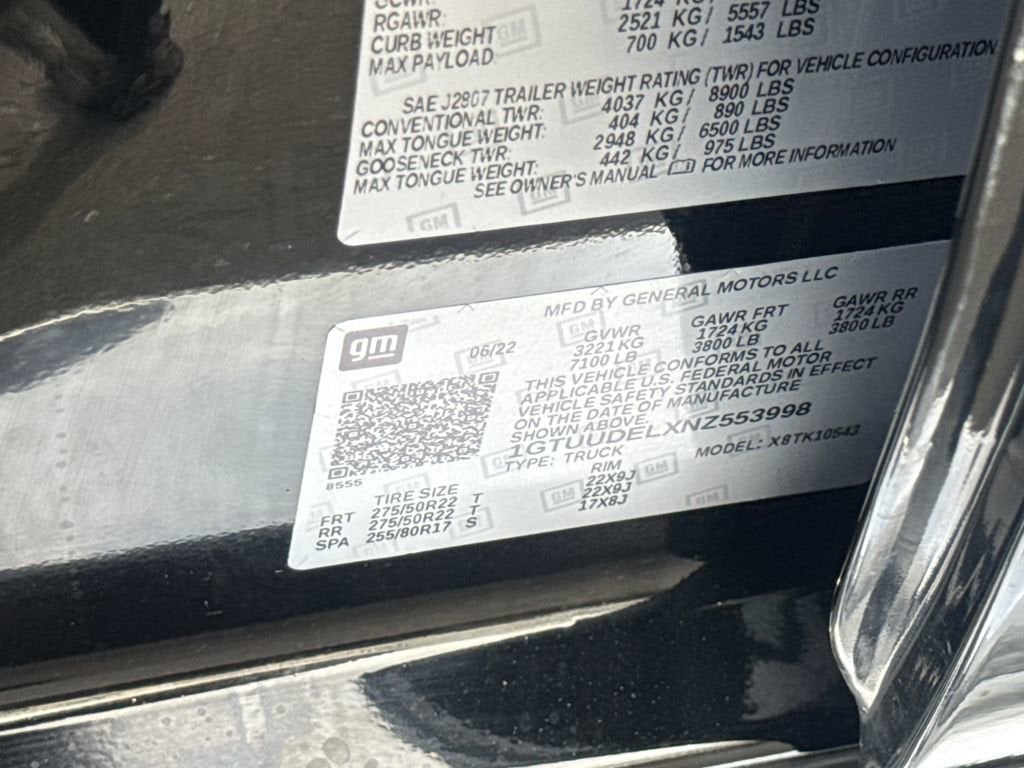 GCWR:
RGAWR: 1724 KG/
CURB WEIGHT 2521 KG/ 5557 LBS
MAX PAYLOAD 700 KG/ 1543 LBS
SAE J2807 TRAILER WEIGHT RATING (TWR) FOR VEHICLE CONFIGURATION
CONVENTIONAL TWR: 4037 KG/ 8900 LBS
MAX TONGUE WEIGHT: 404 KG/ 890 LBS
GOOSENECK TWR: 2948 KG/ 6500 LBS
MAX TONGUE WEIGHT: 442 KG/ 975 LBS
SEE OWNER'S MANUAL FOR MORE INFORMATION
GM
gm
06/22
MFD BY GENERAL MOTORS LLC
GVWR GAWR FRT GAWR RR
3221 KG 1724 KG 1724 KG
7100 LB 3800 LB 3800 LB
THIS VEHICLE CONFORMS TO ALL
APPLICABLE U.S. FEDERAL MOTOR
VEHICLE SAFETY STANDARDS IN EFFECT
ON THE DATE OF MANUFACTURE
SHOWN ABOVE.
1GTUUDELXNZ553998
TYPE: TRUCK MODEL: X8TK10543
8555
TIRE SIZE RIM
FRT 275/50R22 T 22X9J
RR 275/50R22 T 22X9J
SPA 255/80R17 S 17X8J